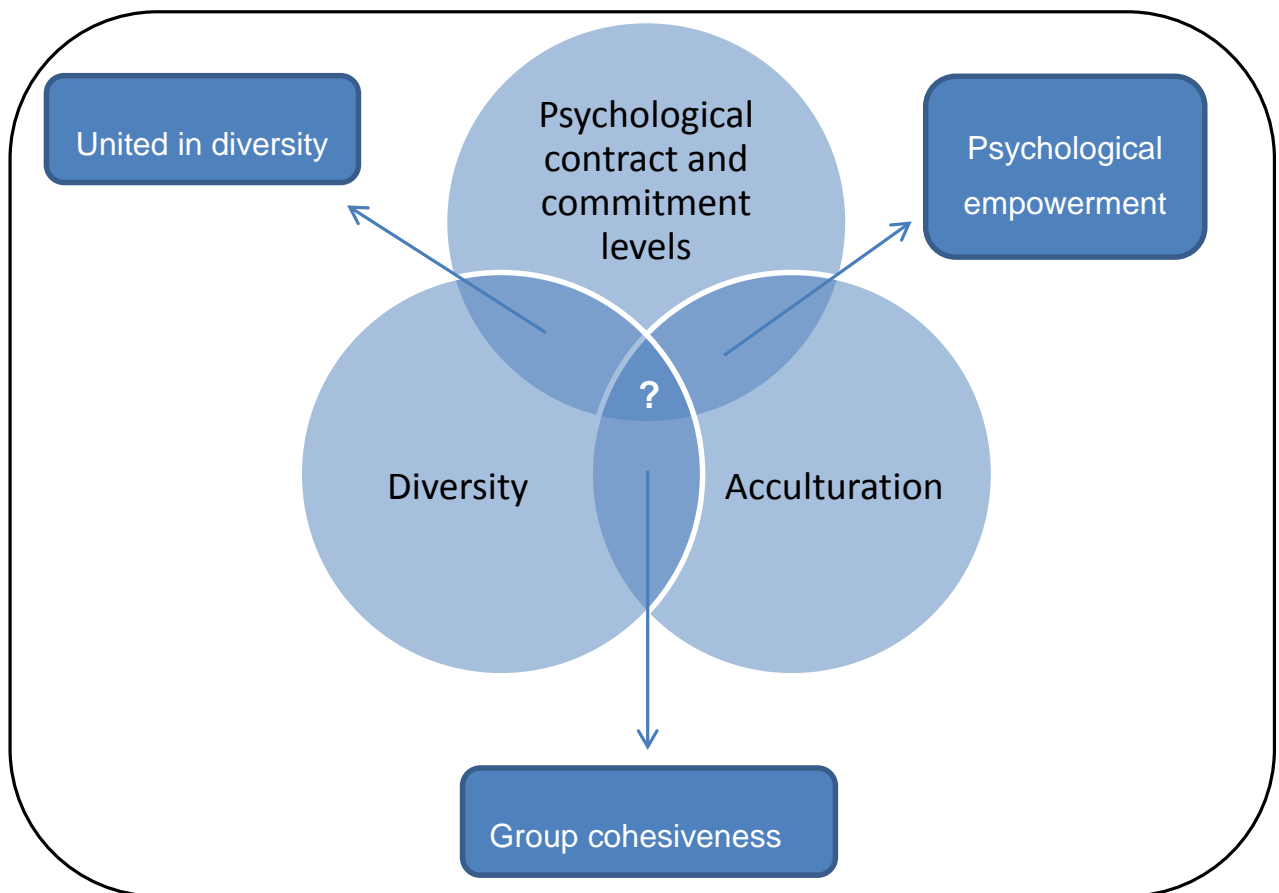 Psychological
contract and
commitment
levels
United in diversity
Psychological
empowerment
?
Diversity
Acculturation
Group cohesiveness